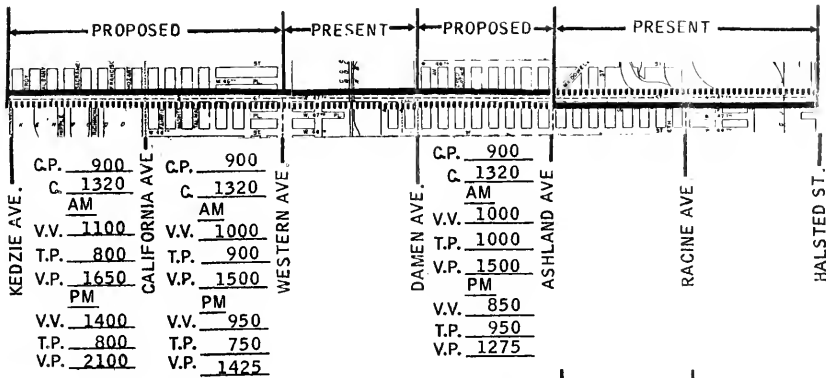 PROPOSED PRESENT PROPOSED PRESENT
KEDZIE AVE.
C.P. 900
C. 1320
AM
V.V. 1100
T.P. 800
V.P. 1650
PM
V.V. 1400
T.P. 800
V.P. 2100
CALIFORNIA AVE
C.P. 900
C. 1320
AM
V.V. 1000
T.P. 900
V.P. 1500
PM
V.V. 950
T.P. 750
V.P. 1425
WESTERN AVE.
DAMEN AVE.
C.P. 900
C. 1320
AM
V.V. 1000
T.P. 1000
V.P. 1500
PM
V.V. 850
T.P. 950
V.P. 1275
ASHLAND AVE.
RACINE AVE.
HALSTED ST.